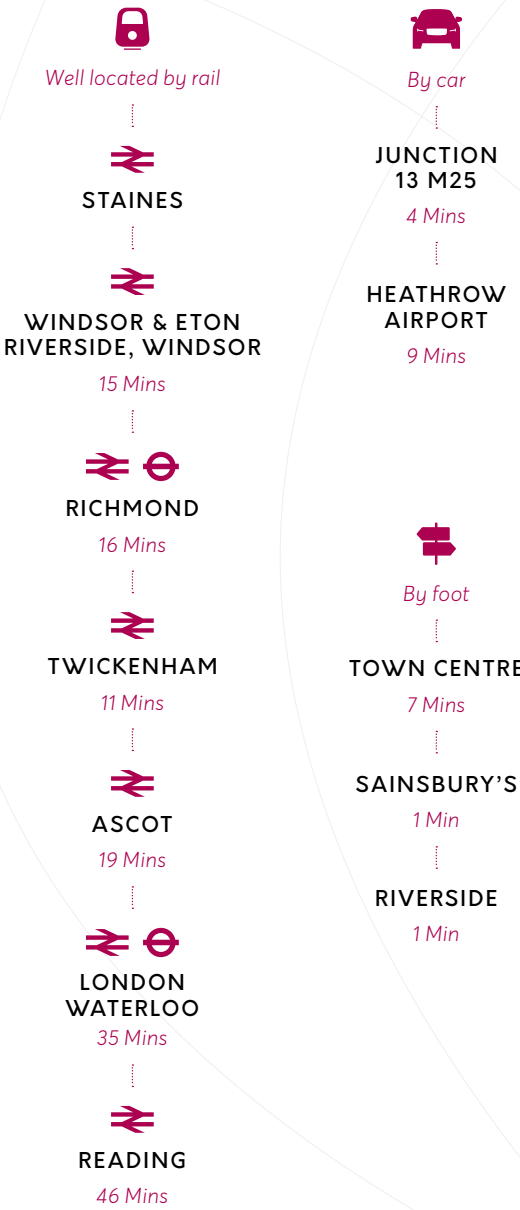 Well located by rail
STAINES
WINDSOR & ETON
RIVERSIDE, WINDSOR
15 Mins
RICHMOND
16 Mins
TWICKENHAM
11 Mins
ASCOT
19 Mins
LONDON
WATERLOO
35 Mins
READING
46 Mins
By car
JUNCTION
13 M25
4 Mins
HEATHROW
AIRPORT
9 Mins
By foot
TOWN CENTRE
7 Mins
SAINSBURY’S
1 Min
RIVERSIDE
1 Min